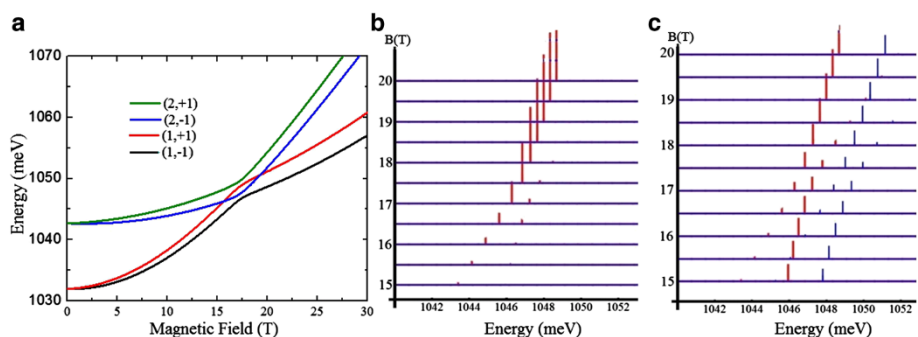 a
1070
1060
1050
1040
1030
Energy (meV)
(2,+1)
(2,-1)
(1,+1)
(1,-1)
0 5 10 15 20 25 30
Magnetic Field (T)
b
B(T)
20
19
18
17
16
15
1042 1044 1046 1048 1050 1052
Energy (meV)
c
B(T)
20
19
18
17
16
15
1042 1044 1046 1048 1050 1052
Energy (meV)